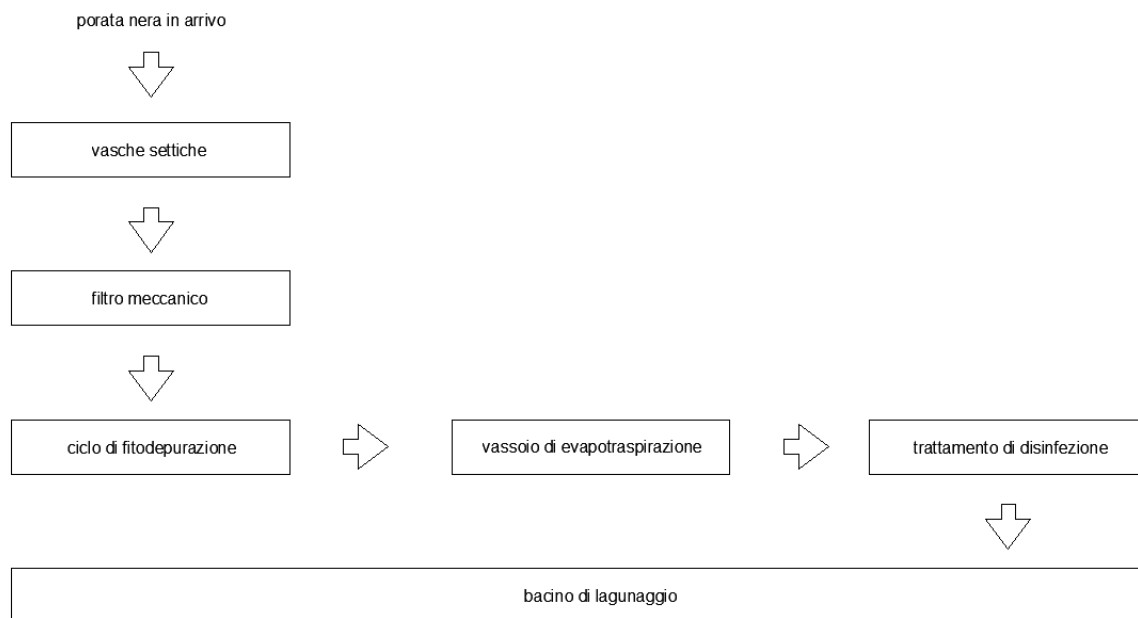 porata nera in arrivo
vasche settiche
filtro meccanico
ciclo di fitodepurazione
vassoio di evapotraspirazione
trattamento di disinfezione
bacino di lagunaggio